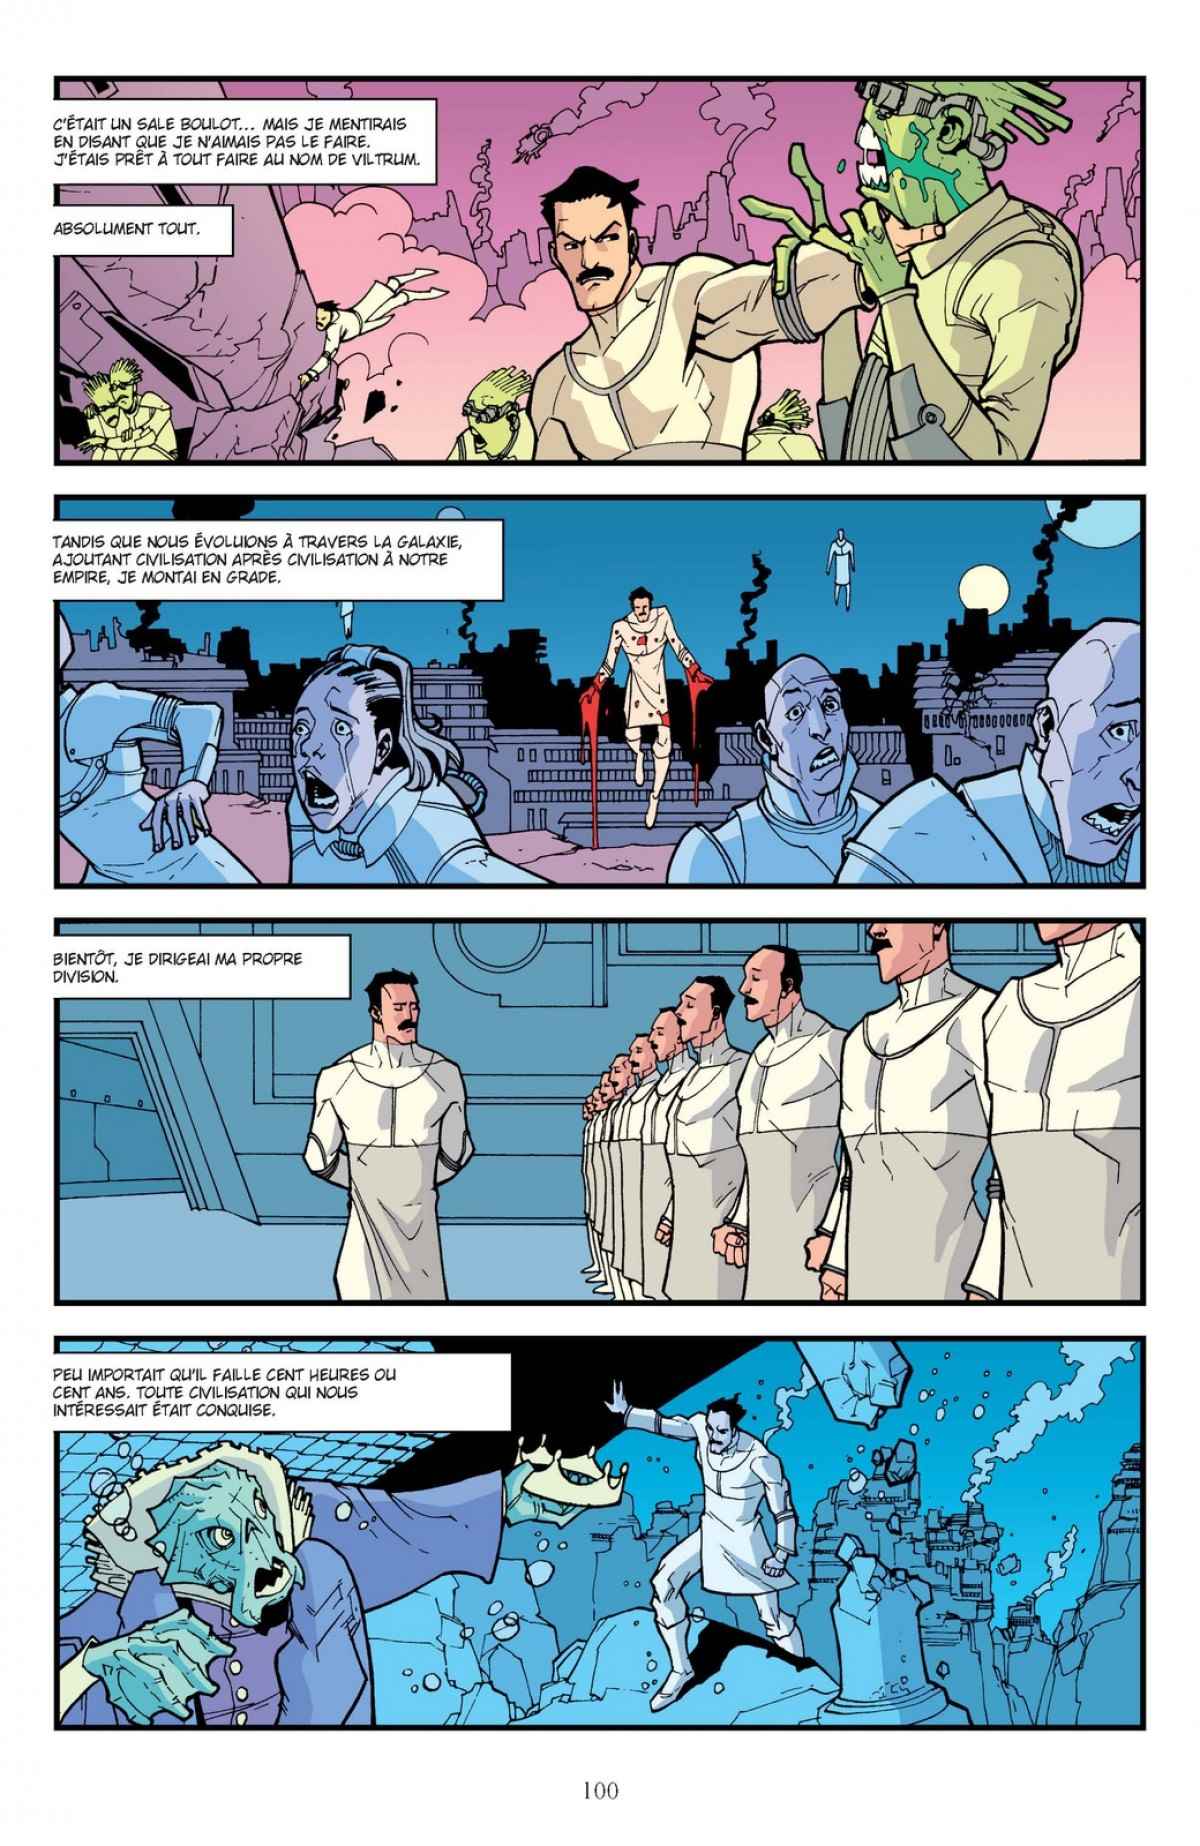 C'ÉTAIT UN SALE BOULOT... MAIS JE MENTIRAIS
EN DISANT QUE JE N'AIMAIS PAS LE FAIRE.
J'ÉTAIS PRÊT À TOUT FAIRE AU NOM DE VILTRUM.
ABSOLUMENT TOUT.
TANDIS QUE NOUS ÉVOLUIONS À TRAVERS LA GALAXIE,
AJOUTANT CIVILISATION APRÈS CIVILISATION À NOTRE
EMPIRE, JE MONTAI EN GRADE.
BIENTÔT, JE DIRIGEAI MA PROPRE
DIVISION.
PEU IMPORTAIT QU'IL FAILLE CENT HEURES OU
CENT ANS. TOUTE CIVILISATION QUI NOUS
INTÉRESSAIT ÉTAIT CONQUISE.
100